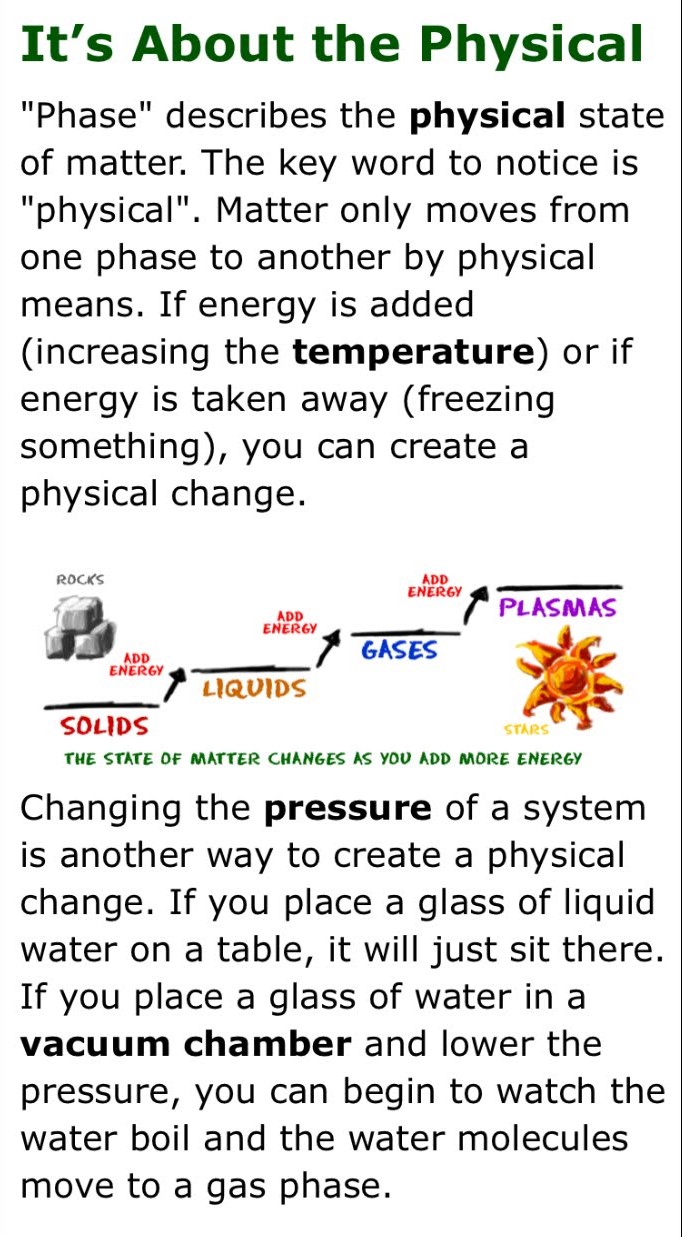 It’s About the Physical
"Phase" describes the physical state
of matter. The key word to notice is
"physical". Matter only moves from
one phase to another by physical
means. If energy is added
(increasing the temperature) or if
energy is taken away (freezing
something), you can create a
physical change.
ROCKS
ADD
ENERGY
SOLIDS
ADD
ENERGY
LIQUIDS
ADD
ENERGY
GASES
PLASMAS
STARS
THE STATE OF MATTER CHANGES AS YOU ADD MORE ENERGY
Changing the pressure of a system
is another way to create a physical
change. If you place a glass of liquid
water on a table, it will just sit there.
If you place a glass of water in a
vacuum chamber and lower the
pressure, you can begin to watch the
water boil and the water molecules
move to a gas phase.